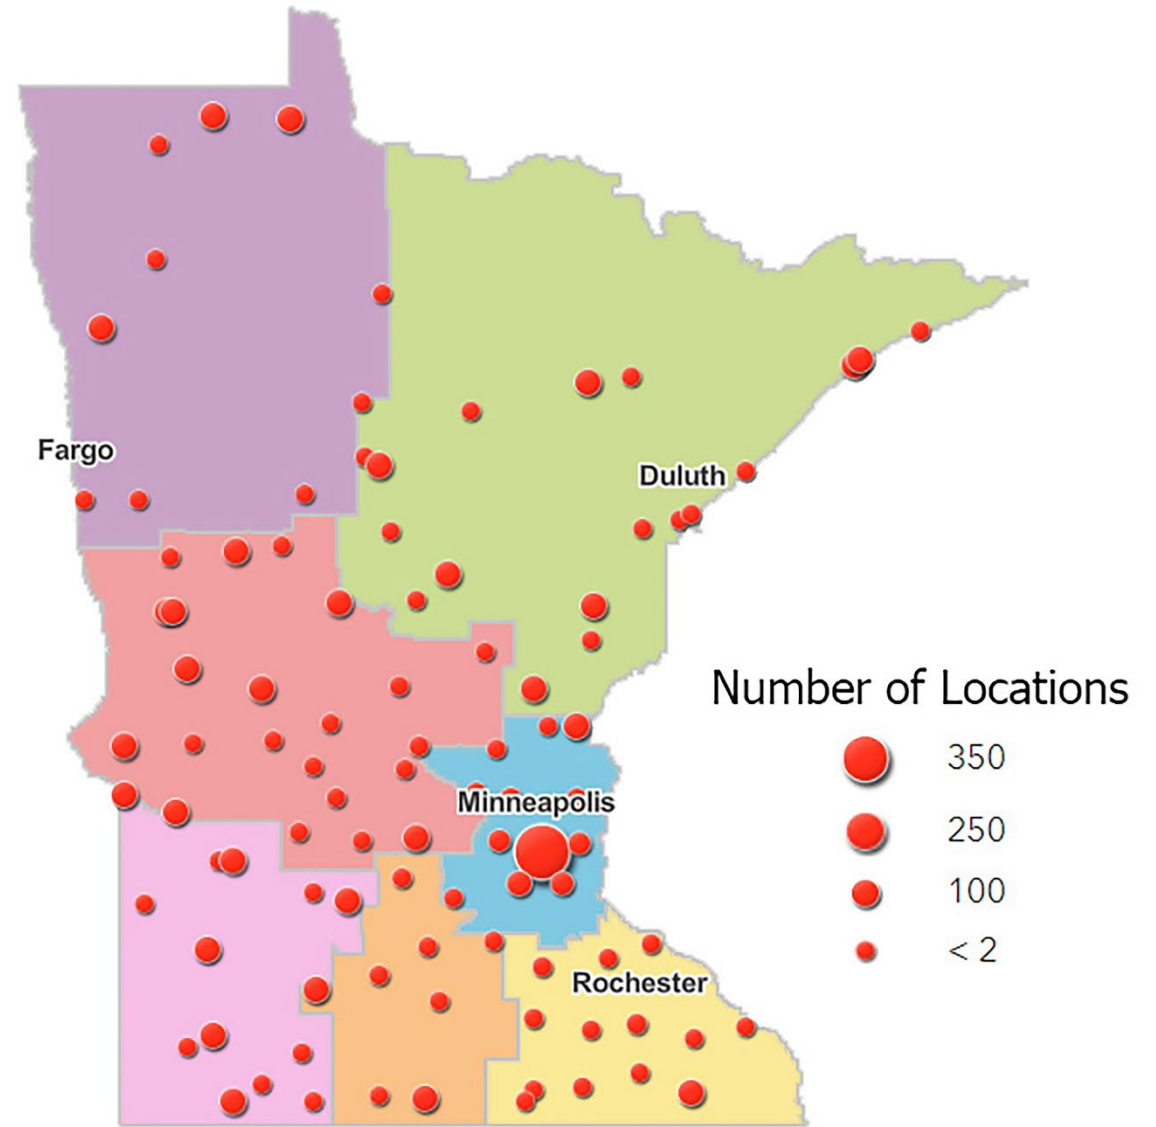 Fargo
Duluth
Number of Locations
350
Minneapolis
250
100
< 2
Rochester